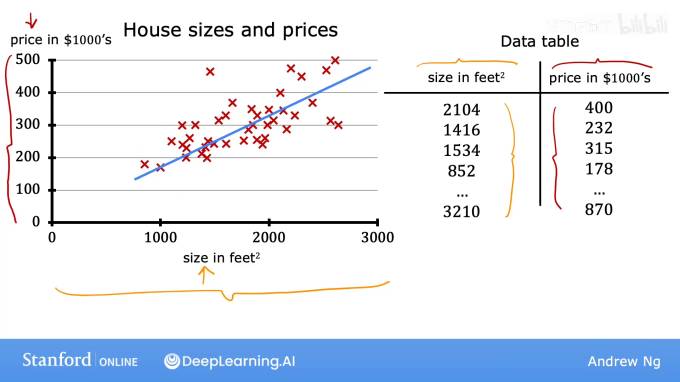 House sizes and prices
price in $1000's
500
400
300
200
100
0
0 1000 2000 3000
size in feet²
Data table
size in feet² price in $1000's
2104 400
1416 232
1534 315
852 178
... ...
3210 870
bilibili
Stanford ONLINE DeepLearning.AI Andrew Ng